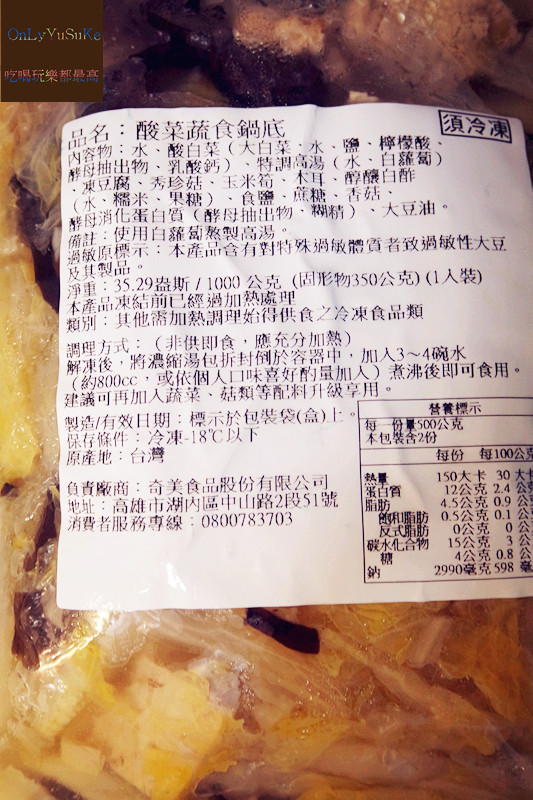 OnLyYuSuKe
吃喝玩樂都最高
須冷凍
品名：酸菜蔬食鍋底
內容物：水、酸白菜（大白菜、水、鹽、檸檬酸、
酵母抽出物、乳酸鈣）、特調高湯（水、白蘿蔔）
、凍豆腐、秀珍菇、玉米筍、木耳、醇釀白酢
（水、糯米、果糖）、食鹽、蔗糖、香菇、
酵母消化蛋白質（酵母抽出物、糊精）、大豆油。
備註：使用白蘿蔔熬製高湯。
過敏原標示：本產品含有對特殊過敏體質者致過敏性大豆
及其製品。
淨重：35.29盎斯 / 1000 公克 (固形物350公克) (1人裝)
本產品凍結前已經過加熱處理
類別：其他需加熱調理始得供食之冷凍食品類
調理方式：（非供即食，應充分加熱）
解凍後，將濃縮湯包拆封倒於容器中，加入3～4碗水
（約800cc，或依個人口味喜好酌量加入）煮沸後即可食用。
建議可再加入蔬菜、菇類等配料升級享用。
製造/有效日期：標示於包裝袋(盒)上。
保存條件：冷凍-18℃以下
原產地：台灣
負責廠商：奇美食品股份有限公司
地址：高雄市湖內區中山路2段51號
消費者服務專線：0800783703
營養標示
每一份量500公克
本包裝含2份
每份 每100公克
熱量 150大卡 30 大卡
蛋白質 12公克 2.4 公
脂肪 4.5公克 0.9 公
飽和脂肪 0.5公克 0.1 公
反式脂肪 0公克 0 公
碳水化合物 15公克 3 公
糖 4公克 0.8 公
鈉 2990毫克 598 毫